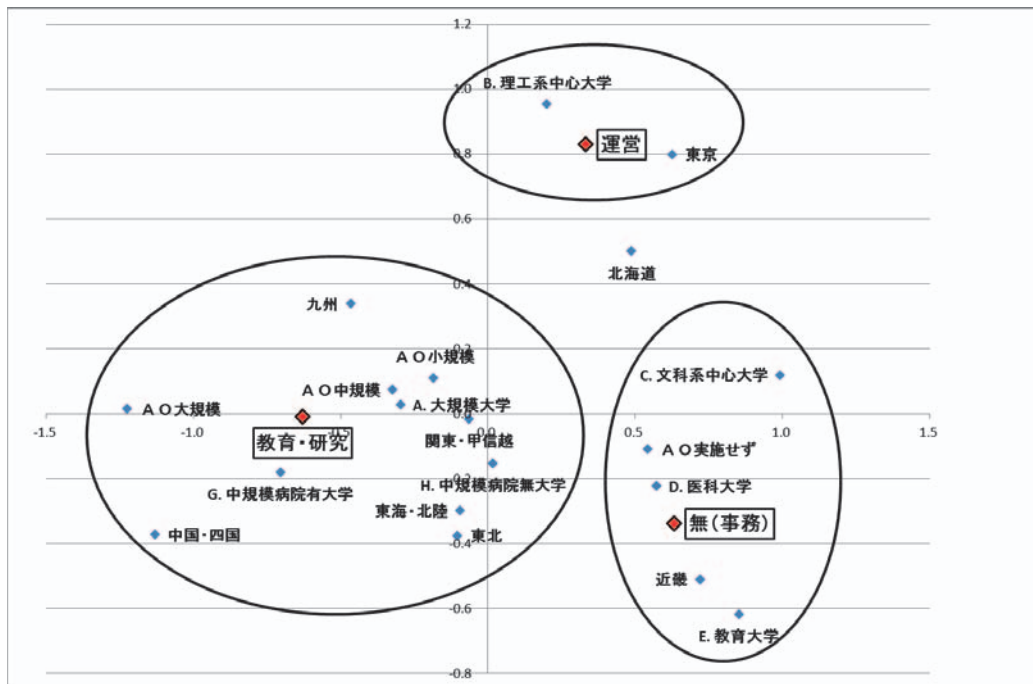 1.2
B. 理工系中心大学
1.0
運営
0.8
東京
0.6
北海道
0.4
九州
0.2
ＡＯ小規模
C. 文科系中心大学
ＡＯ中規模
ＡＯ大規模
A. 大規模大学
-1.5
-1.0
-0.5
0.0
0.0
0.5
1.0
1.5
教育・研究
関東・甲信越
ＡＯ実施せず
-0.2
H. 中規模病院無大学
D. 医科大学
G. 中規模病院有大学
東海・北陸
無(事務)
中国・四国
東北
-0.4
近畿
-0.6
E. 教育大学
-0.8